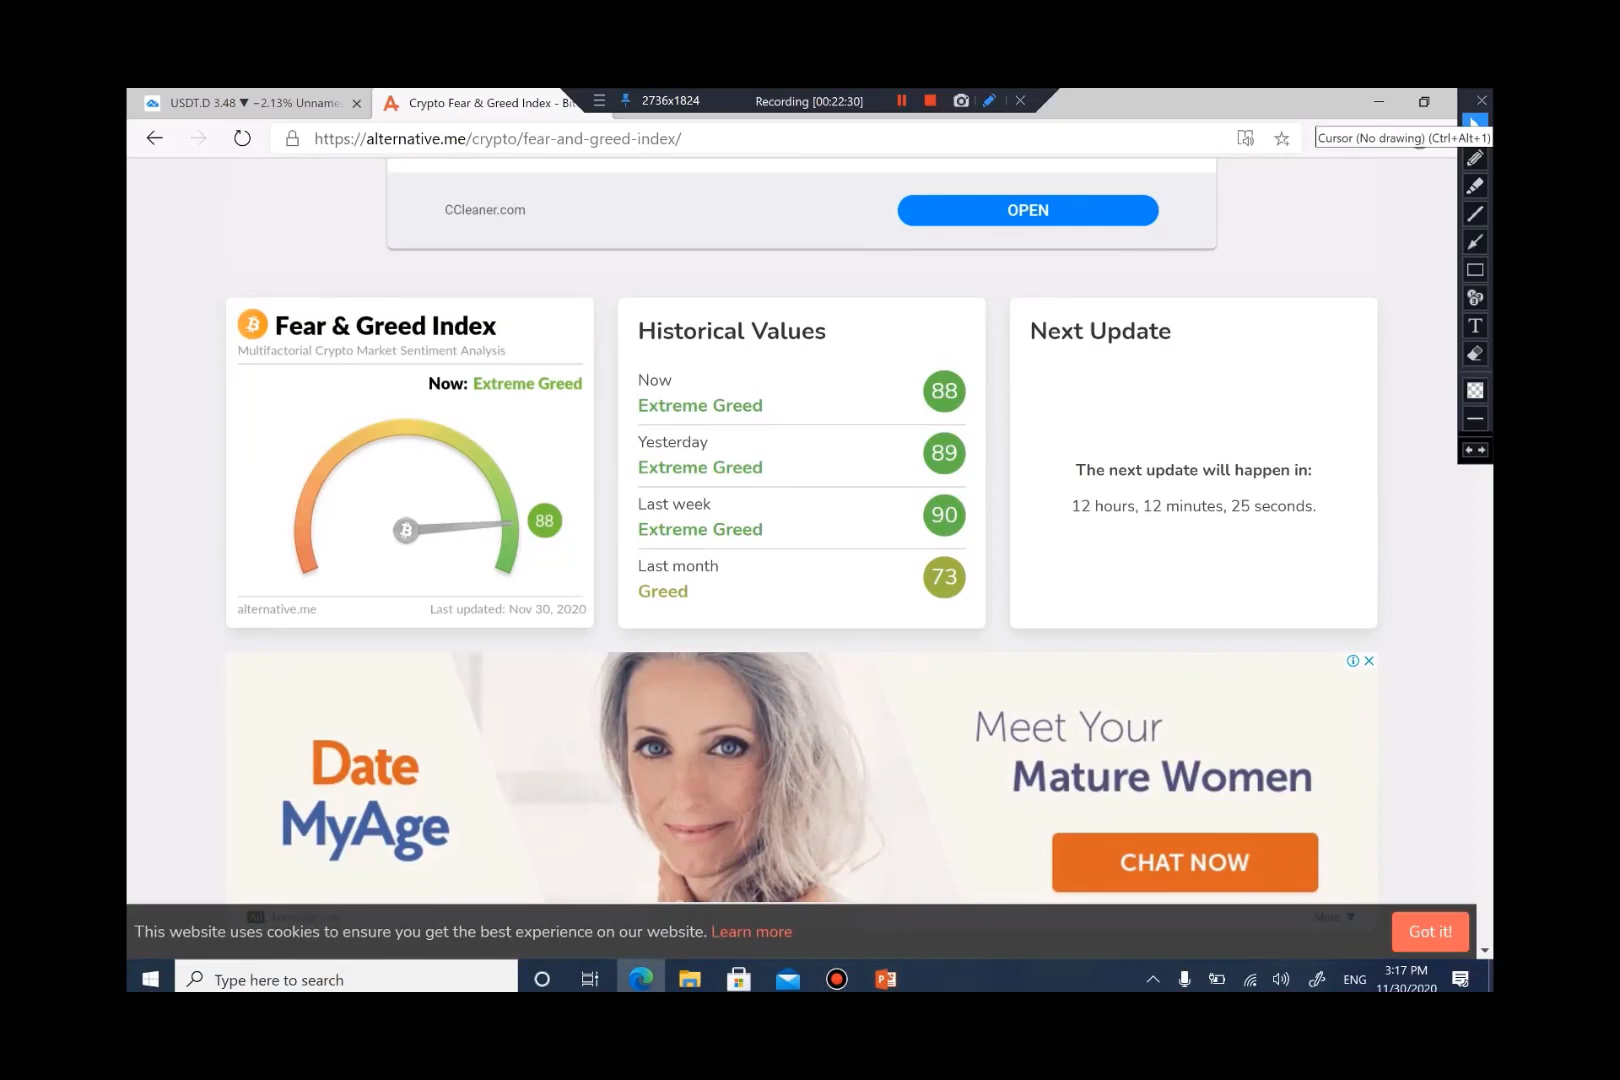 USDT.D 3.48 ▼ −2.13% Unname
Crypto Fear & Greed Index - Bi
2736x1824
Recording [00:22:30]
https://alternative.me/crypto/fear-and-greed-index/
Cursor (No drawing) (Ctrl+Alt+1)
CCleaner.com
OPEN
Fear & Greed Index
Multifactorial Crypto Market Sentiment Analysis
Now: Extreme Greed
88
alternative.me
Last updated: Nov 30, 2020
Historical Values
Now
Extreme Greed
88
Yesterday
Extreme Greed
89
Last week
Extreme Greed
90
Last month
Greed
73
Next Update
The next update will happen in:
12 hours, 12 minutes, 25 seconds.
Date
MyAge
Meet Your
Mature Women
CHAT NOW
Ad
More ▼
This website uses cookies to ensure you get the best experience on our website. Learn more
Got it!
Type here to search
ENG
3:17 PM
11/30/2020